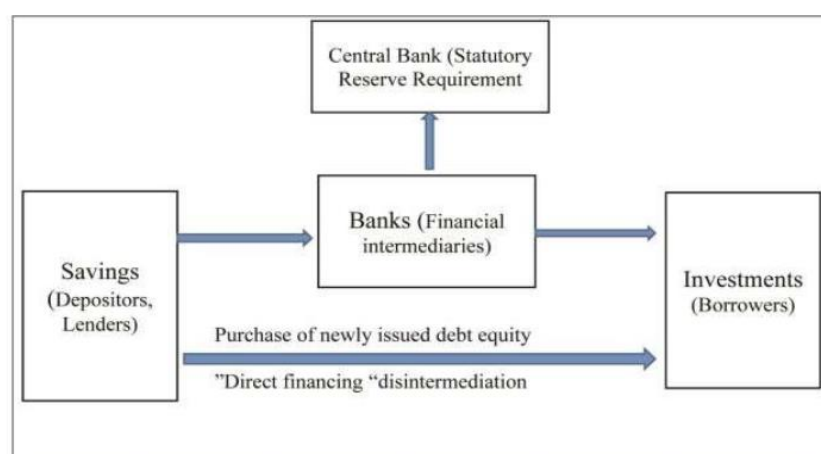 Central Bank (Statutory
Reserve Requirement
Banks (Financial
intermediaries)
Savings
(Depositors,
Lenders)
Investments
(Borrowers)
Purchase of newly issued debt equity
”Direct financing “disintermediation